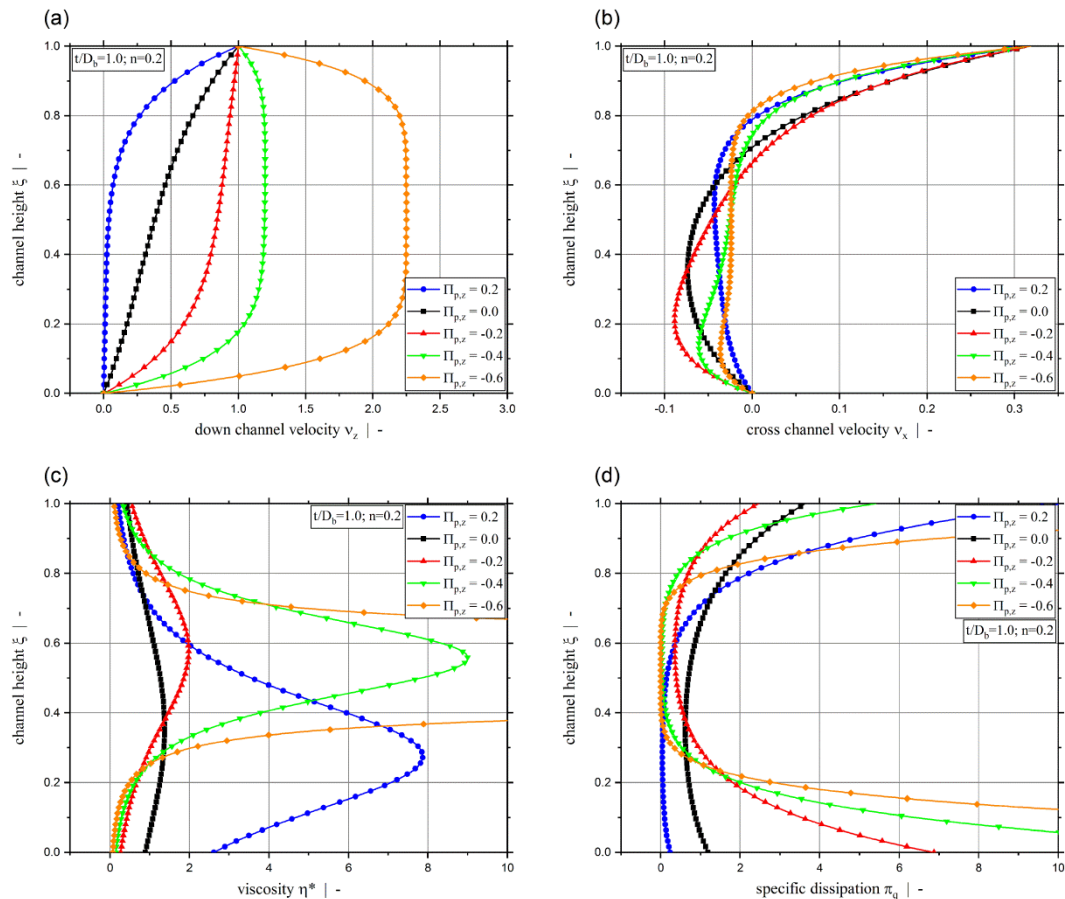 (a)
t/D_b=1.0; n=0.2
channel height ξ | -
1.0
0.8
0.6
0.4
0.2
0.0
Π_p,z = 0.2
Π_p,z = 0.0
Π_p,z = -0.2
Π_p,z = -0.4
Π_p,z = -0.6
0.0 0.5 1.0 1.5 2.0 2.5 3.0
down channel velocity ν_z | -
(b)
t/D_b=1.0; n=0.2
channel height ξ | -
1.0
0.8
0.6
0.4
0.2
0.0
Π_p,z = 0.2
Π_p,z = 0.0
Π_p,z = -0.2
Π_p,z = -0.4
Π_p,z = -0.6
-0.1 0.0 0.1 0.2 0.3
cross channel velocity ν_x | -
(c)
t/D_b=1.0; n=0.2
Π_p,z = 0.2
Π_p,z = 0.0
Π_p,z = -0.2
Π_p,z = -0.4
Π_p,z = -0.6
channel height ξ | -
1.0
0.8
0.6
0.4
0.2
0.0
0 2 4 6 8 10
viscosity η* | -
(d)
Π_p,z = 0.2
Π_p,z = 0.0
Π_p,z = -0.2
Π_p,z = -0.4
Π_p,z = -0.6
t/D_b=1.0; n=0.2
channel height ξ | -
1.0
0.8
0.6
0.4
0.2
0.0
0 2 4 6 8 10
specific dissipation π_q | -